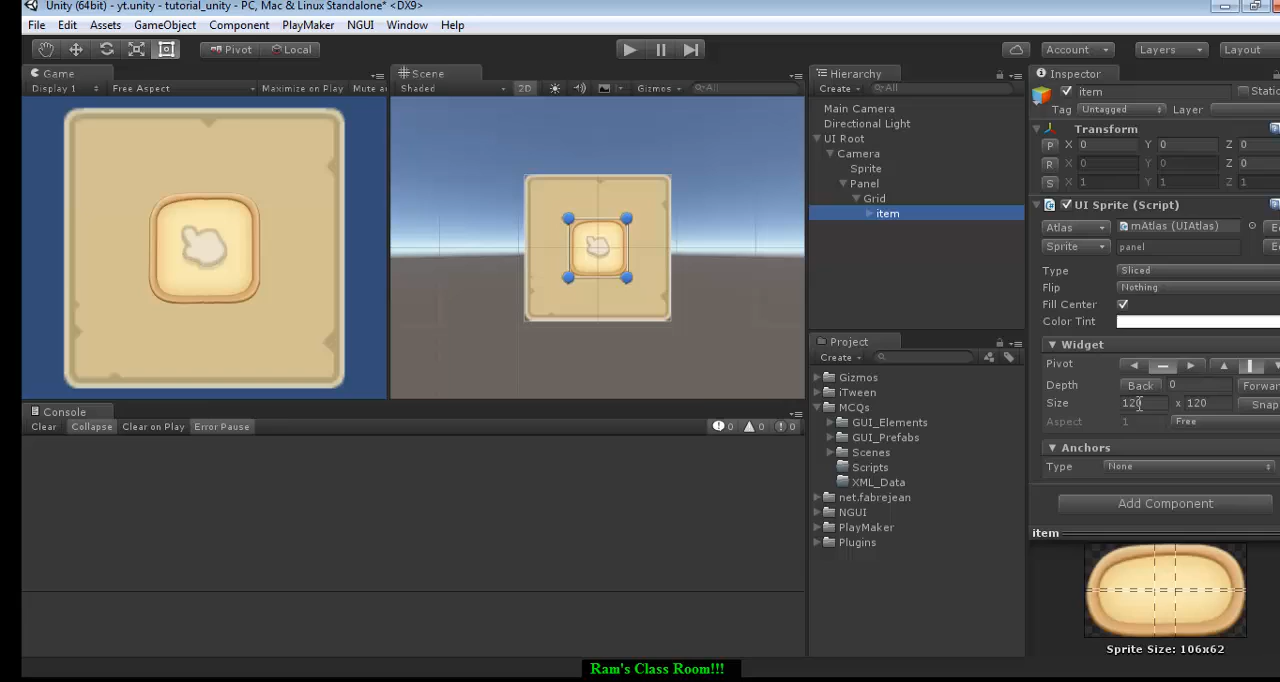 Unity (64bit) - yt.unity - tutorial_unity - PC, Mac & Linux Standalone* <DX9>
File Edit Assets GameObject Component PlayMaker NGUI Window Help
Pivot Local Account Layers Layout
Game
Display 1 Free Aspect Maximize on Play Mute a
Scene
Shaded 2D Gizmos All
Hierarchy
Create All
Main Camera
Directional Light
UI Root
Camera
Sprite
Panel
Grid
item
Project
Create
Gizmos
iTween
MCQs
GUI_Elements
GUI_Prefabs
Scenes
Scripts
XML_Data
net.fabrejean
NGUI
PlayMaker
Plugins
Console
Clear Collapse Clear on Play Error Pause 0 0 0
Inspector
item Static
Tag Untagged Layer
Transform
P X 0 Y 0 Z 0
R X 0 Y 0 Z 0
S X 1 Y 1 Z 1
UI Sprite (Script)
Atlas mAtlas (UIAtlas) E
Sprite panel E
Type Sliced
Flip Nothing
Fill Center
Color Tint
Widget
Pivot
Depth Back 0 Forwar
Size 120 x 120 Snap
Aspect 1 Free
Anchors
Type None
Add Component
item
Sprite Size: 106x62
Ram's Class Room!!!